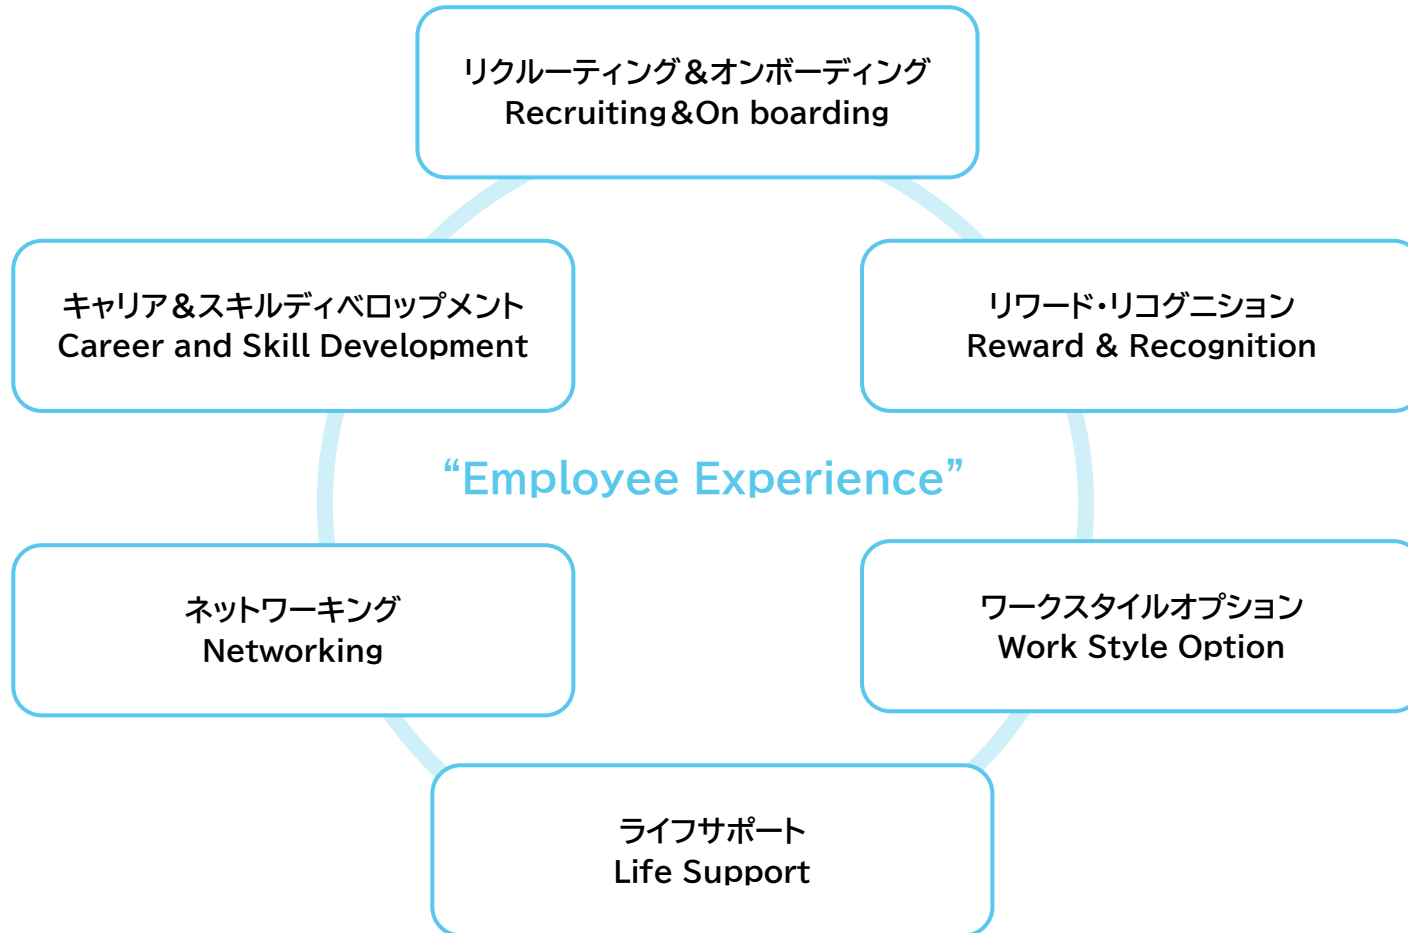 リクルーティング＆オンボーディング
Recruiting＆On boarding
キャリア＆スキルディベロップメント
Career and Skill Development
リワード・リコグニション
Reward & Recognition
“Employee Experience”
ネットワーキング
Networking
ワークスタイルオプション
Work Style Option
ライフサポート
Life Support